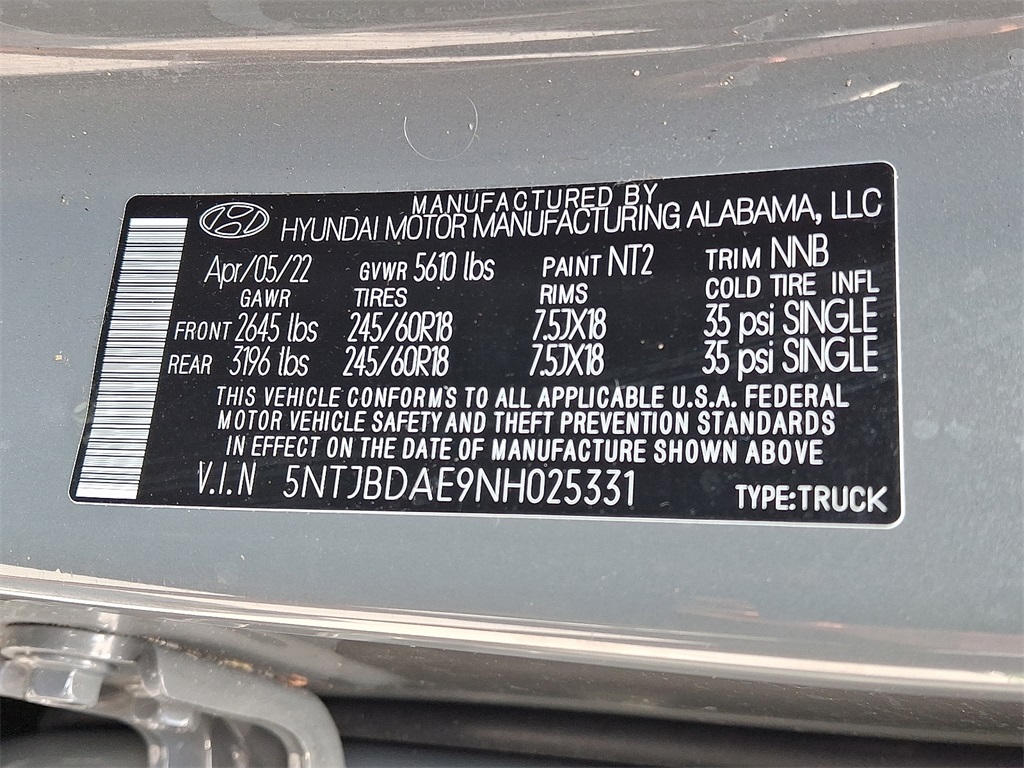 MANUFACTURED BY
HYUNDAI MOTOR MANUFACTURING ALABAMA, LLC
Apr/05/22 GVWR 5610 lbs PAINT NT2 TRIM NNB
GAWR TIRES RIMS COLD TIRE INFL
FRONT 2645 lbs 245/60R18 7.5JX18 35 psi SINGLE
REAR 3196 lbs 245/60R18 7.5JX18 35 psi SINGLE
THIS VEHICLE CONFORMS TO ALL APPLICABLE U.S.A. FEDERAL
MOTOR VEHICLE SAFETY AND THEFT PREVENTION STANDARDS
IN EFFECT ON THE DATE OF MANUFACTURE SHOWN ABOVE
V.I.N 5NTJBDAE9NH025331 TYPE:TRUCK